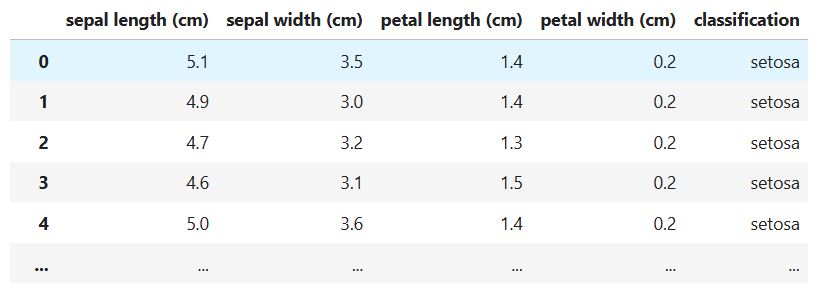 sepal length (cm) sepal width (cm) petal length (cm) petal width (cm) classification
0 5.1 3.5 1.4 0.2 setosa
1 4.9 3.0 1.4 0.2 setosa
2 4.7 3.2 1.3 0.2 setosa
3 4.6 3.1 1.5 0.2 setosa
4 5.0 3.6 1.4 0.2 setosa
... ... ... ... ... ...